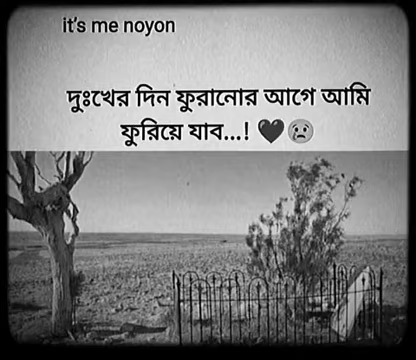 it's me noyon
দুঃখের দিন ফুরানোর আগে আমি
ফুরিয়ে যাব...! 🖤😢